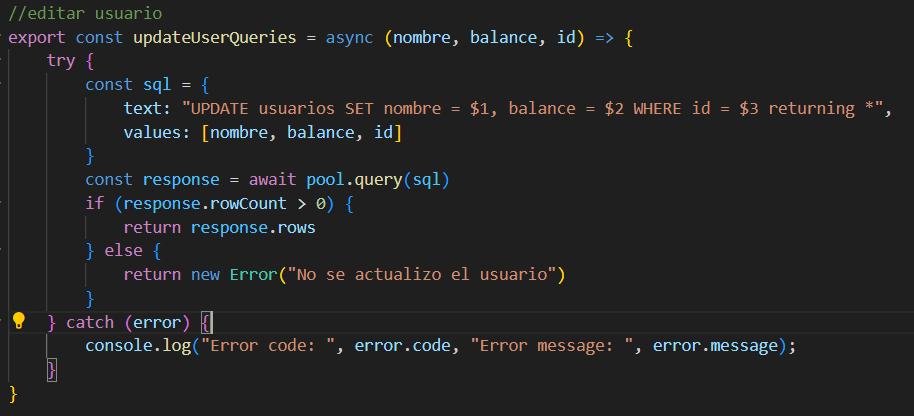 //editar usuario
export const updateUserQueries = async (nombre, balance, id) => {
try {
const sql = {
text: "UPDATE usuarios SET nombre = $1, balance = $2 WHERE id = $3 returning *",
values: [nombre, balance, id]
}
const response = await pool.query(sql)
if (response.rowCount > 0) {
return response.rows
} else {
return new Error("No se actualizo el usuario")
}
} catch (error) {
console.log("Error code: ", error.code, "Error message: ", error.message);
}
}